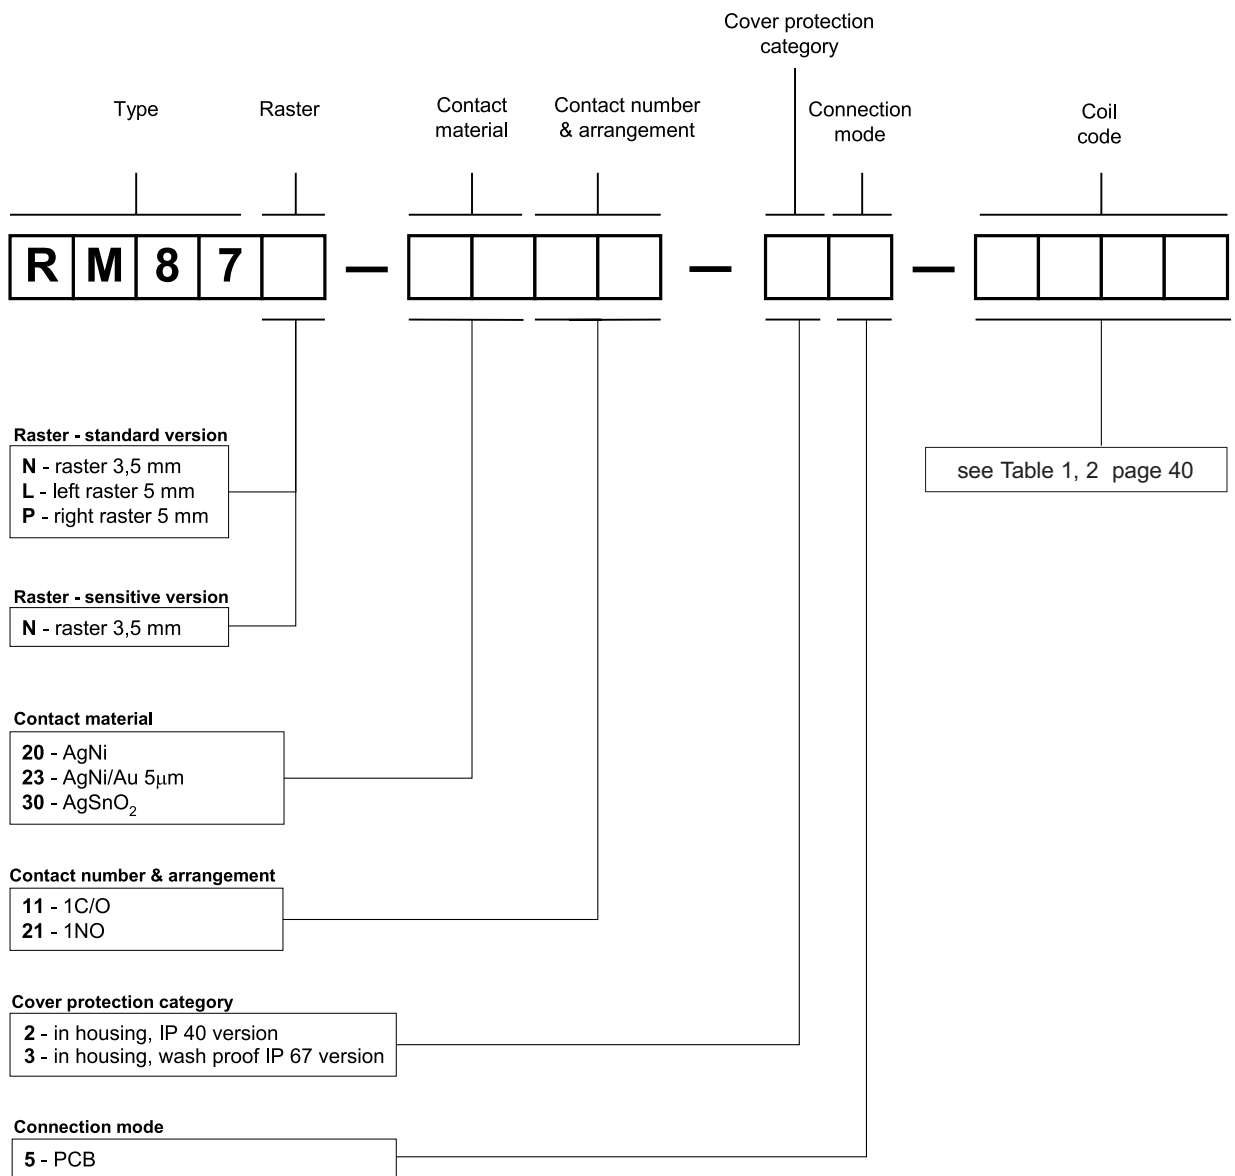 Cover protection
category
Type
Raster
Contact
material
Contact number
& arrangement
Connection
mode
Coil
code
R M 8 7 — — —
Raster - standard version
N - raster 3,5 mm
L - left raster 5 mm
P - right raster 5 mm
see Table 1, 2 page 40
Raster - sensitive version
N - raster 3,5 mm
Contact material
20 - AgNi
23 - AgNi/Au 5μm
30 - AgSnO₂
Contact number & arrangement
11 - 1C/O
21 - 1NO
Cover protection category
2 - in housing, IP 40 version
3 - in housing, wash proof IP 67 version
Connection mode
5 - PCB